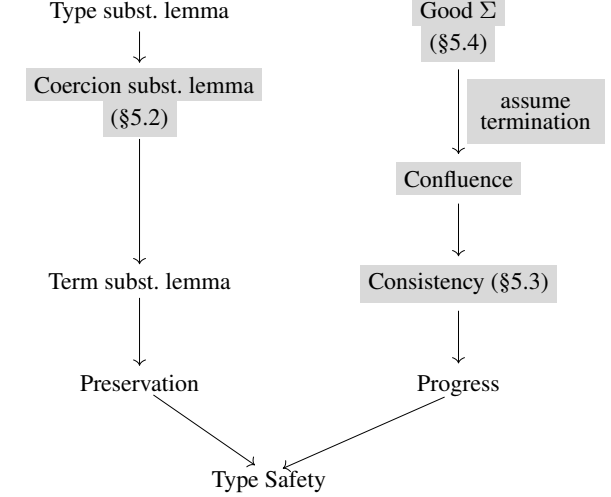 Type subst. lemma
Coercion subst. lemma
(§5.2)
Term subst. lemma
Preservation
Good Σ
(§5.4)
assume
termination
Confluence
Consistency (§5.3)
Progress
Type Safety